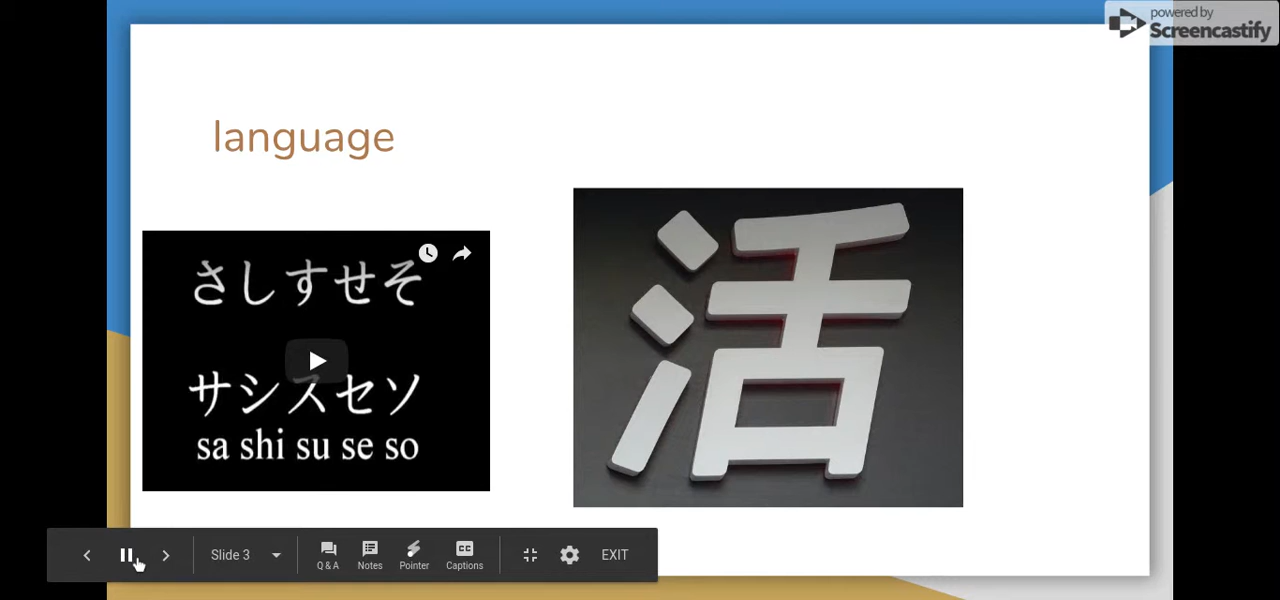 powered by
Screencastify
language
さしすせそ
サシスセソ
sa shi su se so
活
Slide 3
Q & A
Notes
Pointer
CC
Captions
EXIT